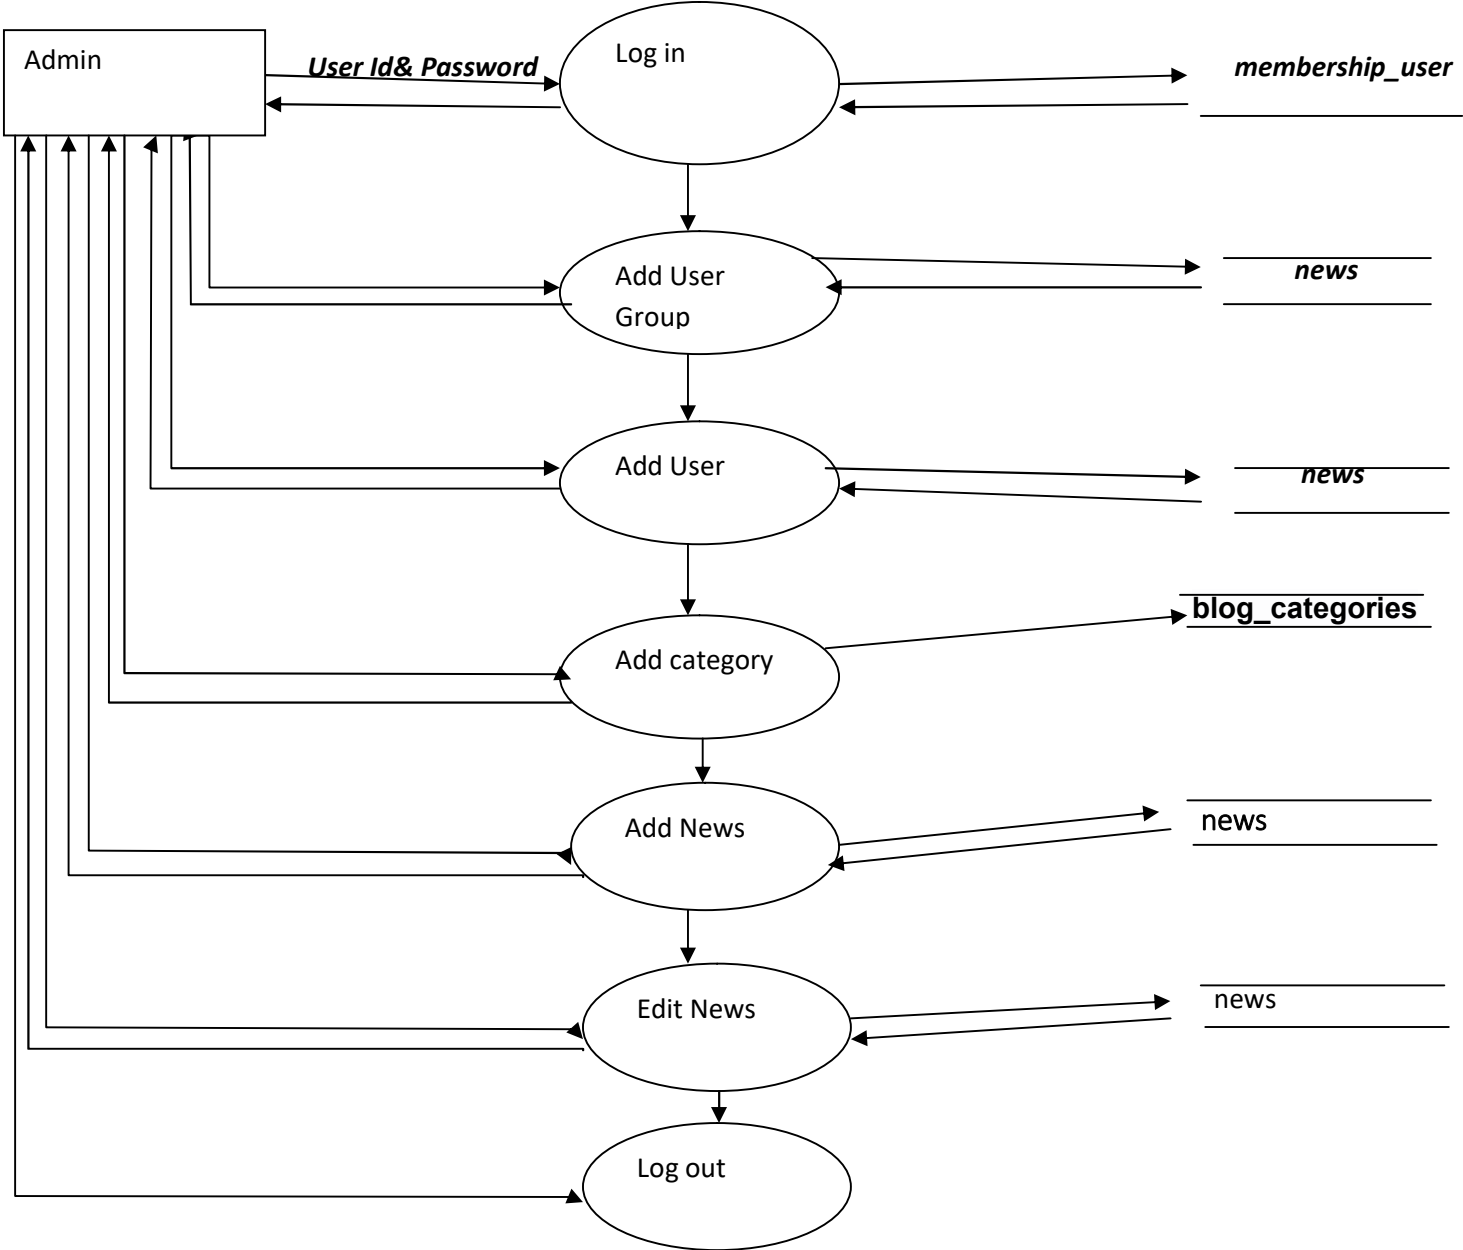 Admin
User Id& Password
Log in
membership_user
Add User
Group
news
Add User
news
Add category
blog_categories
Add News
news
Edit News
news
Log out